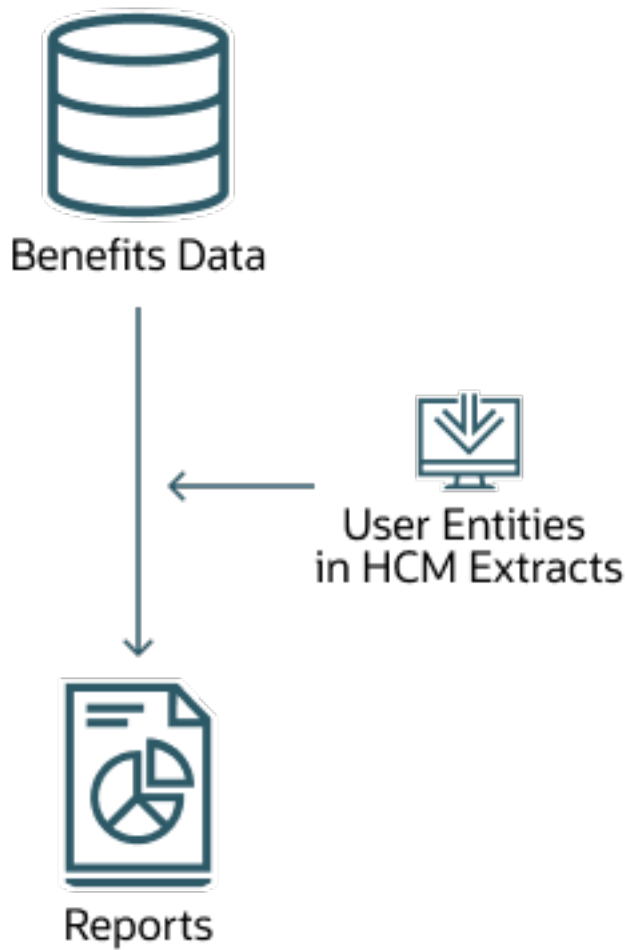 Benefits Data
User Entities
in HCM Extracts
Reports